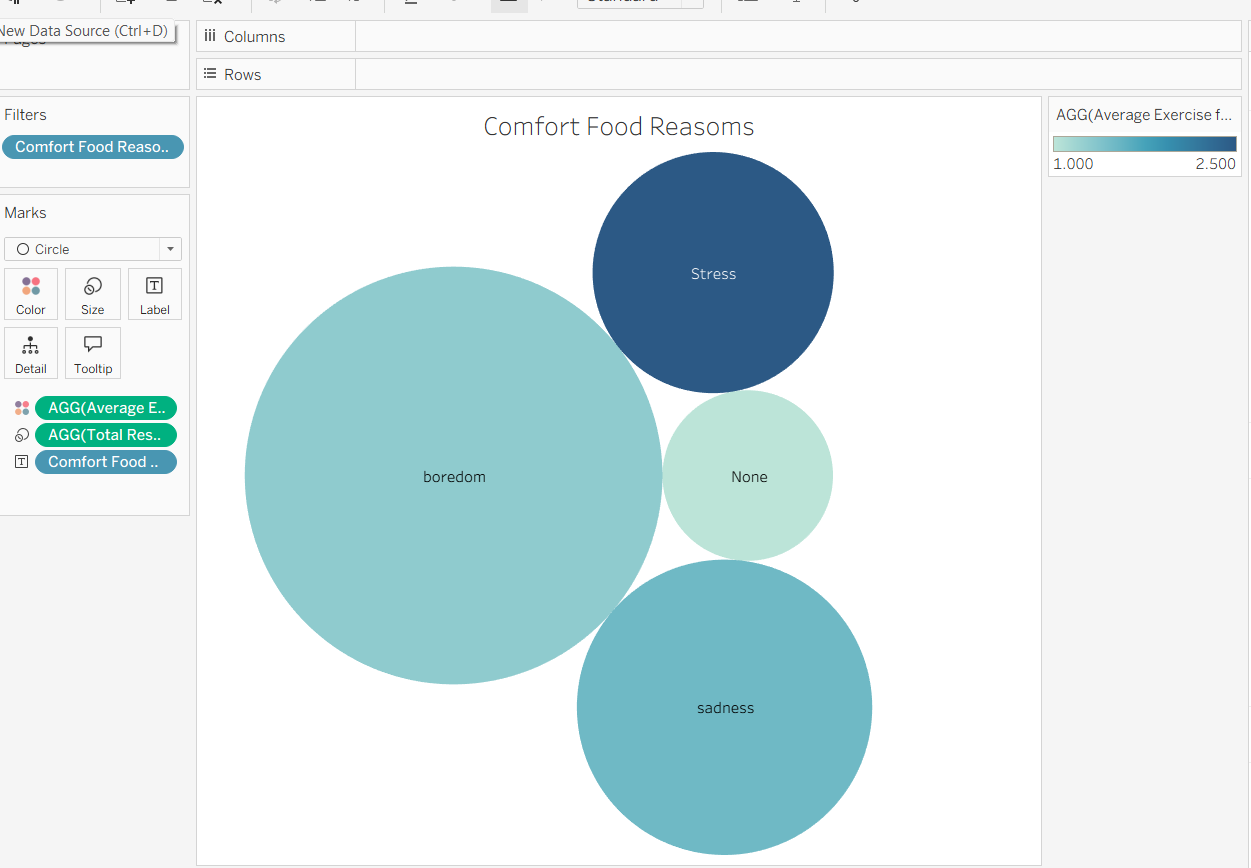 New Data Source (Ctrl+D)
Columns
Rows
Filters
Comfort Food Reaso..
Marks
Circle
Color
Size
Label
Detail
Tooltip
AGG(Average E..
AGG(Total Res..
Comfort Food ..
Comfort Food Reasoms
Stress
boredom
None
sadness
AGG(Average Exercise f...
1.000 2.500